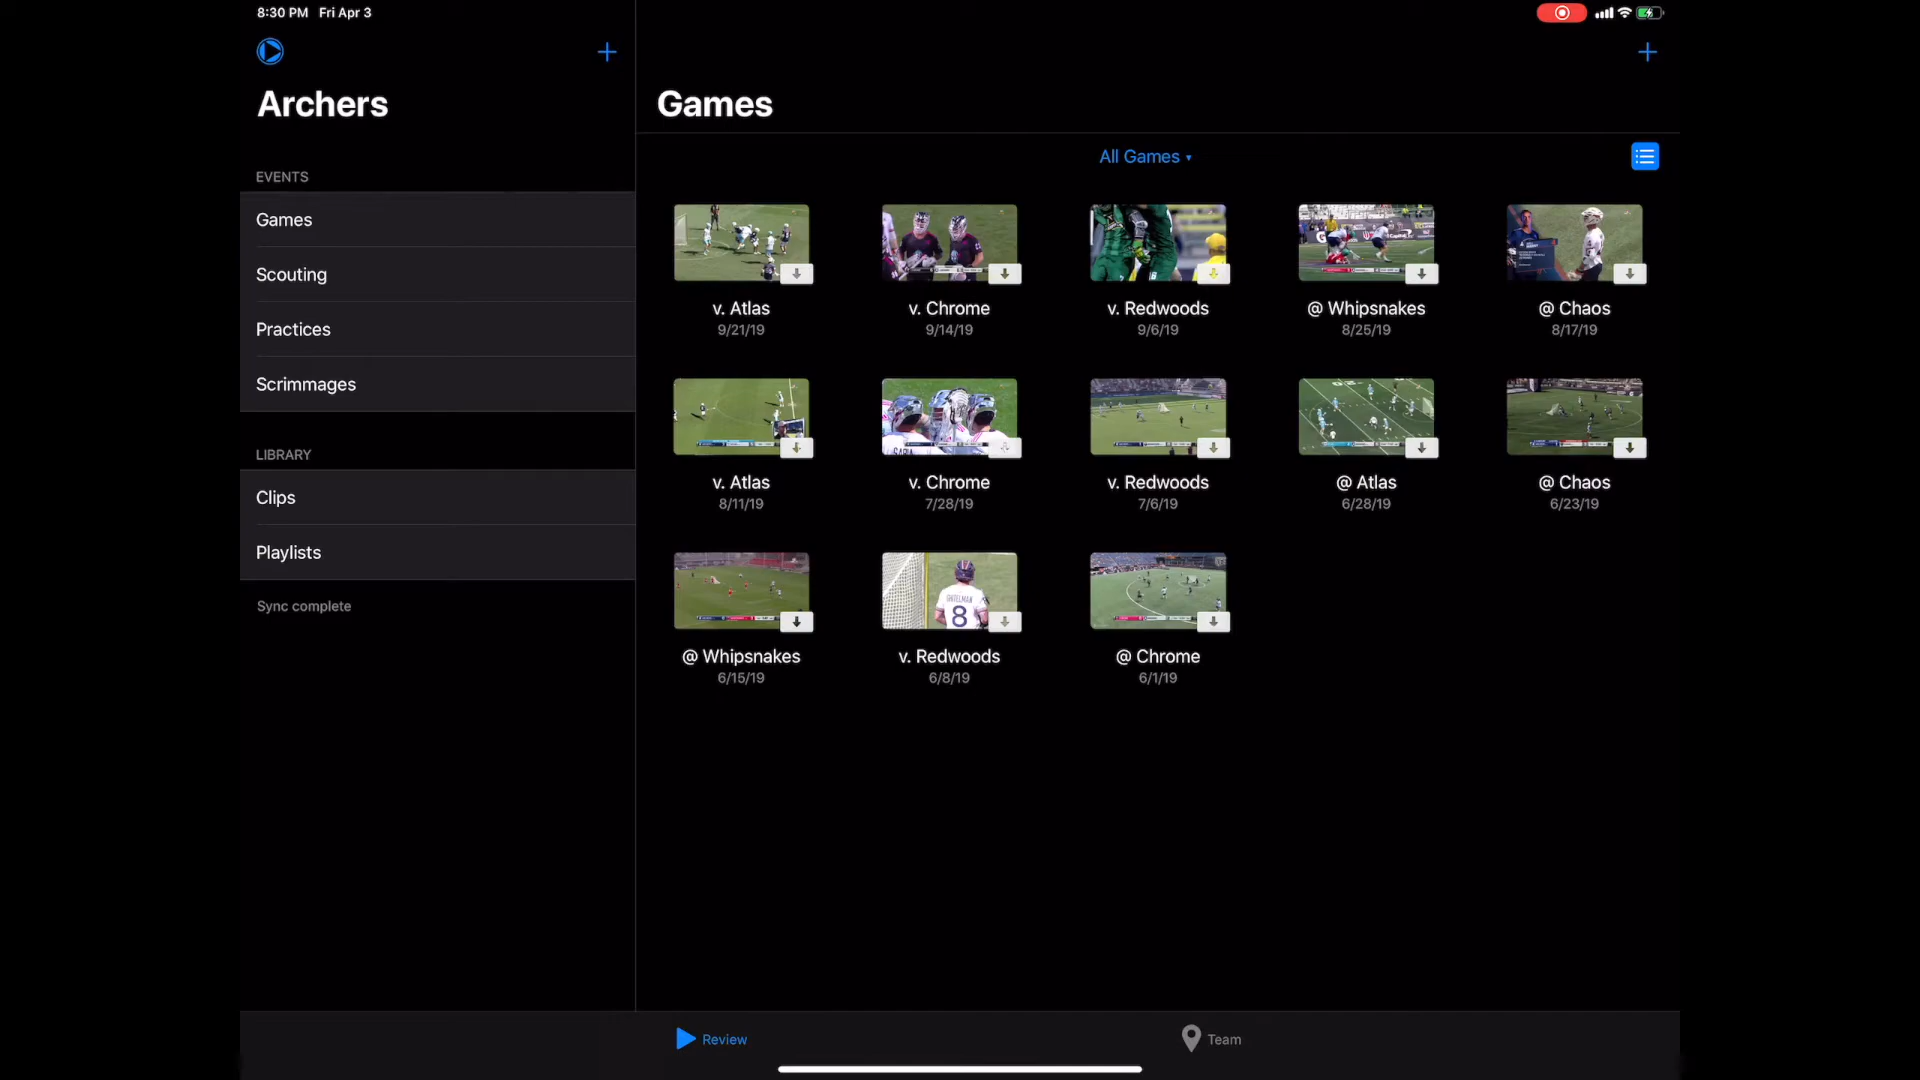 8:30 PM Fri Apr 3
Archers
EVENTS
Games
Scouting
Practices
Scrimmages
LIBRARY
Clips
Playlists
Sync complete
Games
All Games ▾
v. Atlas
9/21/19
v. Chrome
9/14/19
v. Redwoods
9/6/19
@ Whipsnakes
8/25/19
@ Chaos
8/17/19
v. Atlas
8/11/19
v. Chrome
7/28/19
v. Redwoods
7/6/19
@ Atlas
6/28/19
@ Chaos
6/23/19
8
@ Whipsnakes
6/15/19
v. Redwoods
6/8/19
@ Chrome
6/1/19
Review
Team